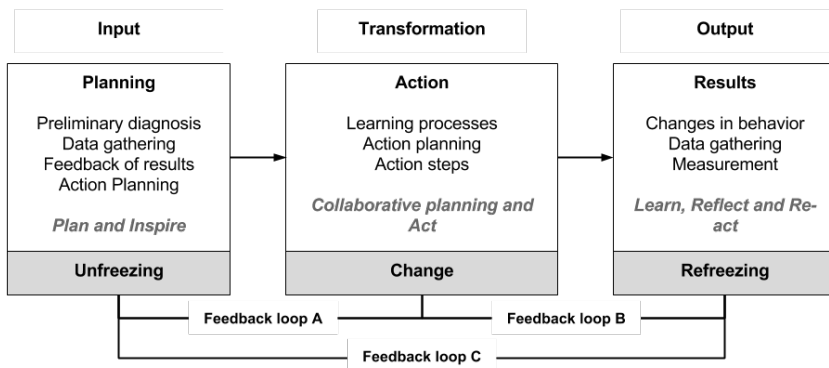 Input
Transformation
Output
Planning
Preliminary diagnosis
Data gathering
Feedback of results
Action Planning
Plan and Inspire
Unfreezing
Action
Learning processes
Action planning
Action steps
Collaborative planning and
Act
Change
Results
Changes in behavior
Data gathering
Measurement
Learn, Reflect and Re-
act
Refreezing
Feedback loop A
Feedback loop B
Feedback loop C